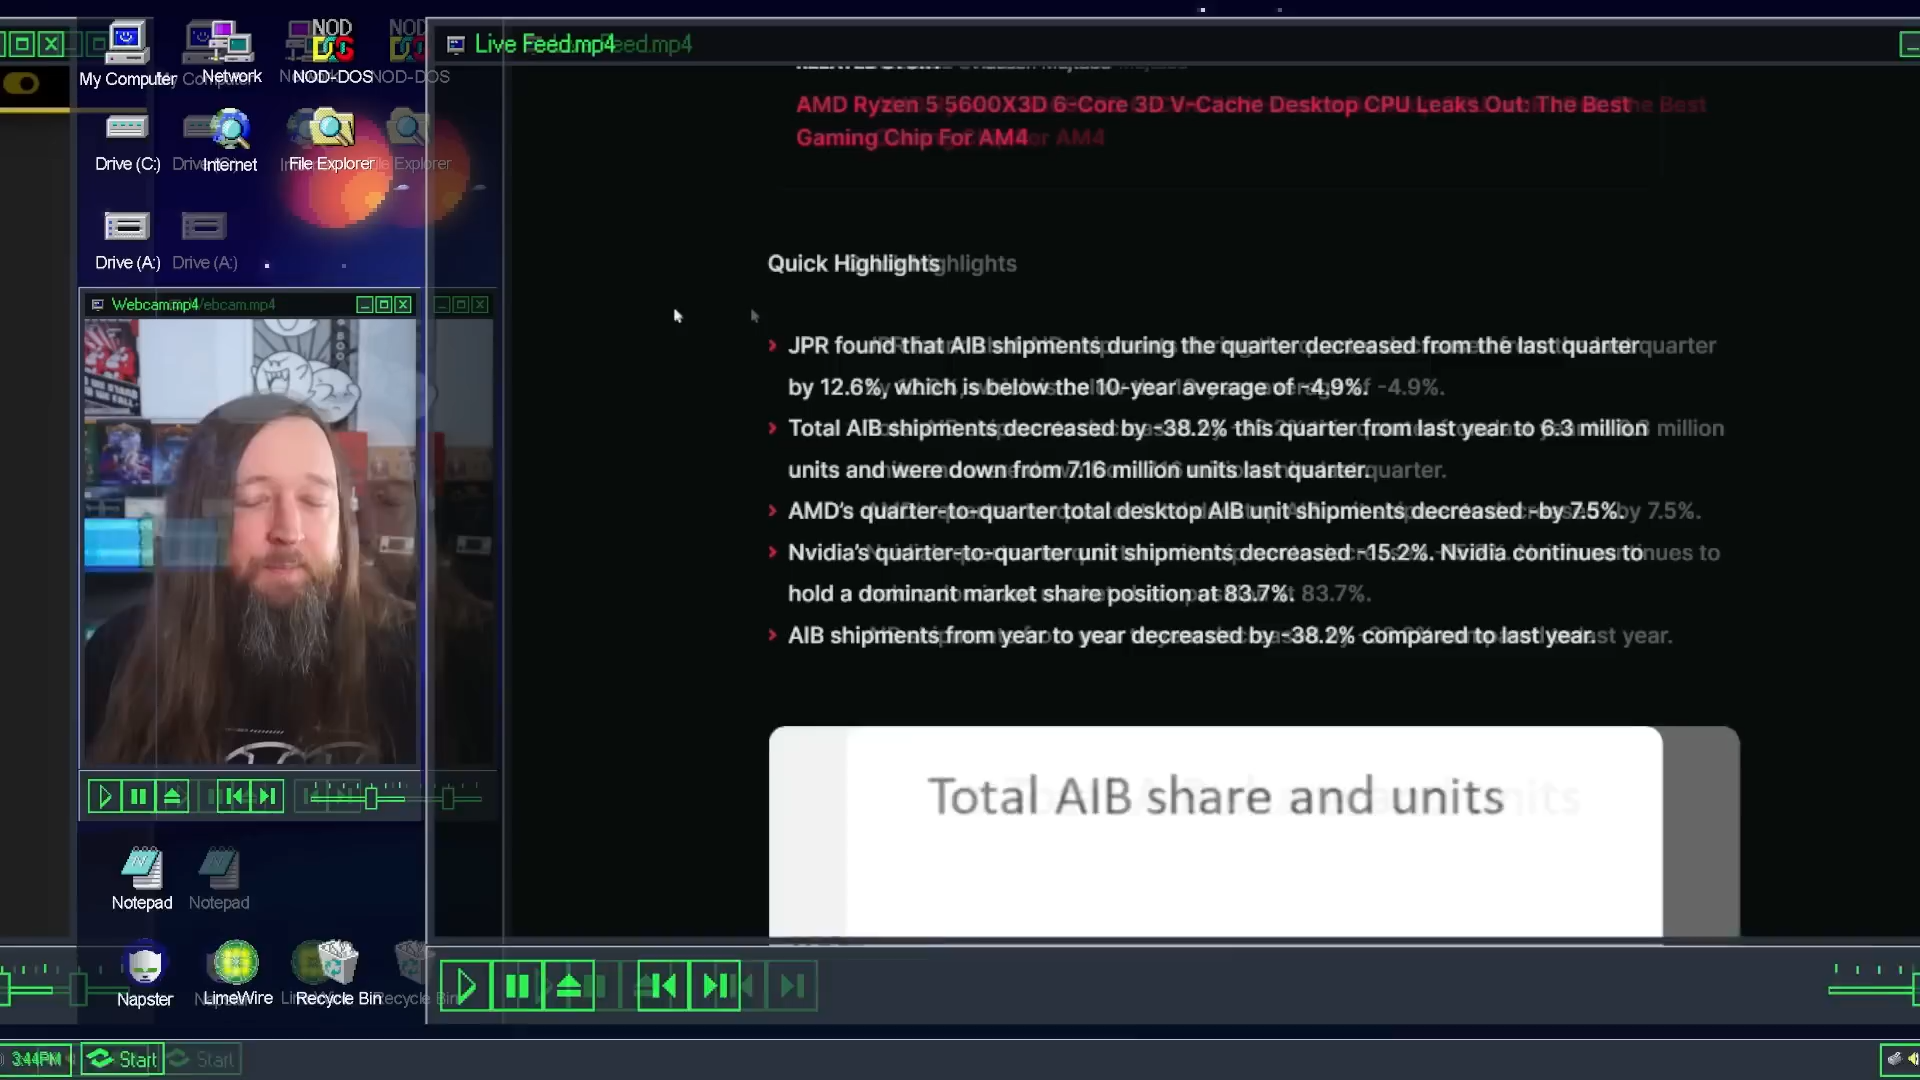 My Computer
Network
NOD-DOS
Drive (C:)
Internet
File Explorer
Drive (A:)
Webcam.mp4
Notepad
Napster
LimeWire
Recycle Bin
3:44PM
Start
Live Feed.mp4
AMD Ryzen 5 5600X3D 6-Core 3D V-Cache Desktop CPU Leaks Out: The Best
Gaming Chip For AM4
Quick Highlights
JPR found that AIB shipments during the quarter decreased from the last quarter
by 12.6%, which is below the 10-year average of -4.9%.
Total AIB shipments decreased by -38.2% this quarter from last year to 6.3 million
units and were down from 7.16 million units last quarter.
AMD's quarter-to-quarter total desktop AIB unit shipments decreased -by 7.5%.
Nvidia's quarter-to-quarter unit shipments decreased -15.2%. Nvidia continues to
hold a dominant market share position at 83.7%.
AIB shipments from year to year decreased by -38.2% compared to last year.
Total AIB share and units